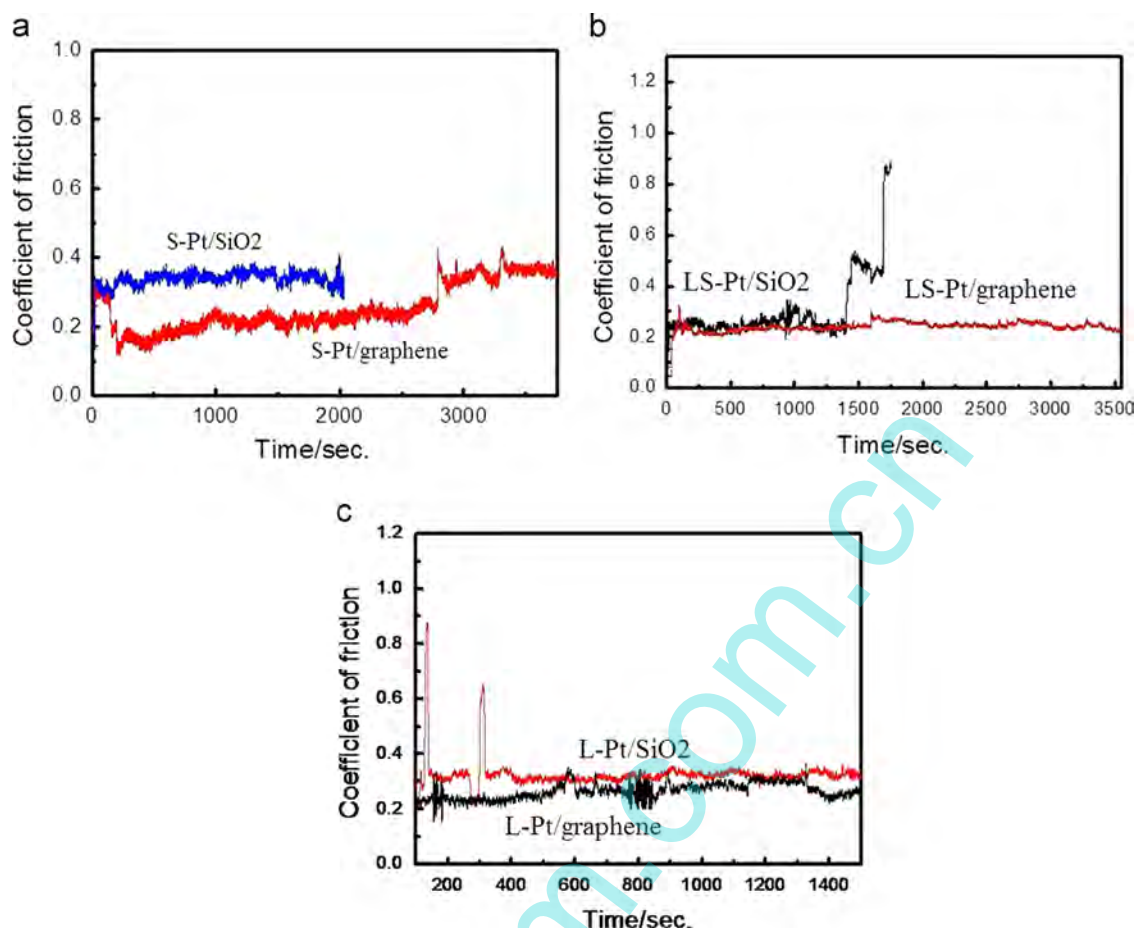 a
1.0
0.8
0.6
0.4
0.2
0.0
Coefficient of friction
S-Pt/SiO2
S-Pt/graphene
0 1000 2000 3000
Time/sec.
b
1.2
1.0
0.8
0.6
0.4
0.2
0.0
Coefficient of friction
LS-Pt/SiO2
LS-Pt/graphene
0 500 1000 1500 2000 2500 3000 3500
Time/sec.
c
1.2
1.0
0.8
0.6
0.4
0.2
0.0
Coefficient of friction
L-Pt/SiO2
L-Pt/graphene
200 400 600 800 1000 1200 1400
Time/sec.
m.com.cn